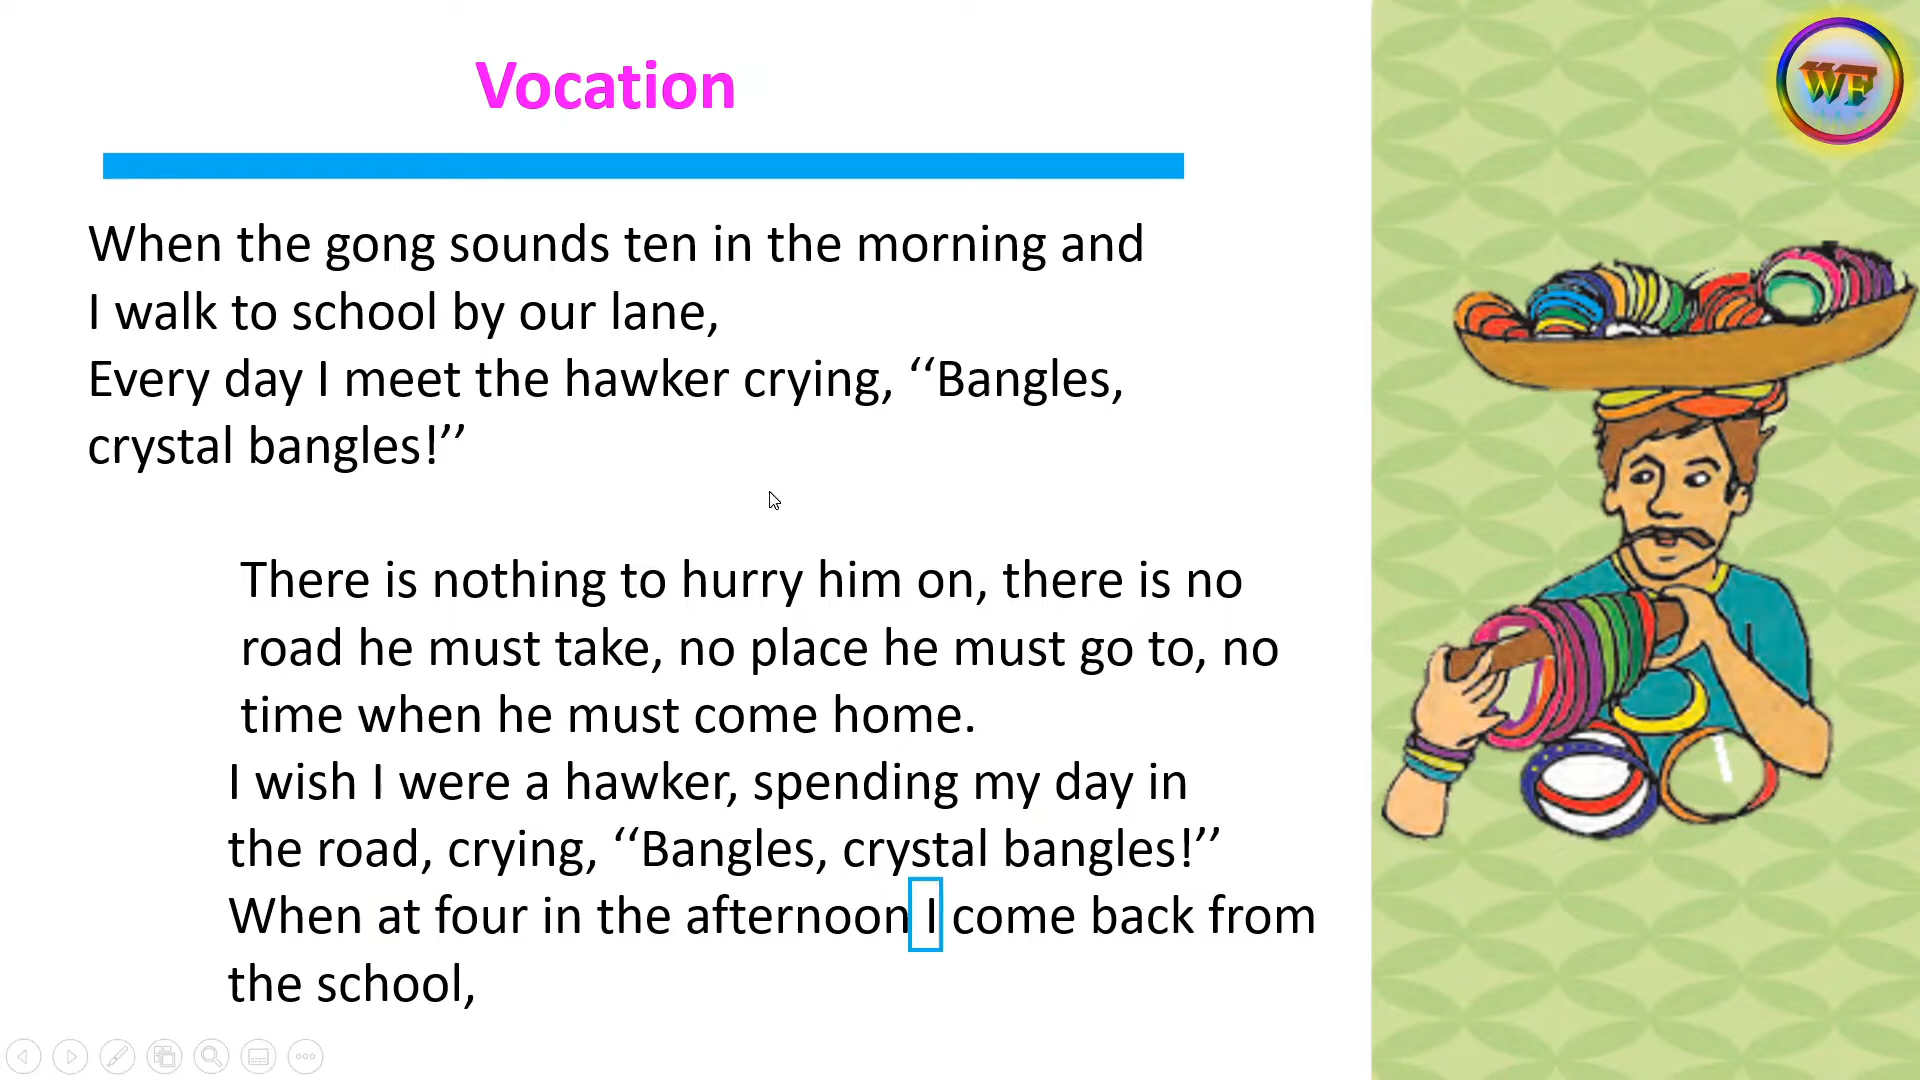 Vocation
WF
When the gong sounds ten in the morning and
I walk to school by our lane,
Every day I meet the hawker crying, ‘‘Bangles,
crystal bangles!’’
There is nothing to hurry him on, there is no
road he must take, no place he must go to, no
time when he must come home.
I wish I were a hawker, spending my day in
the road, crying, ‘‘Bangles, crystal bangles!’’
When at four in the afternoon I come back from
the school,